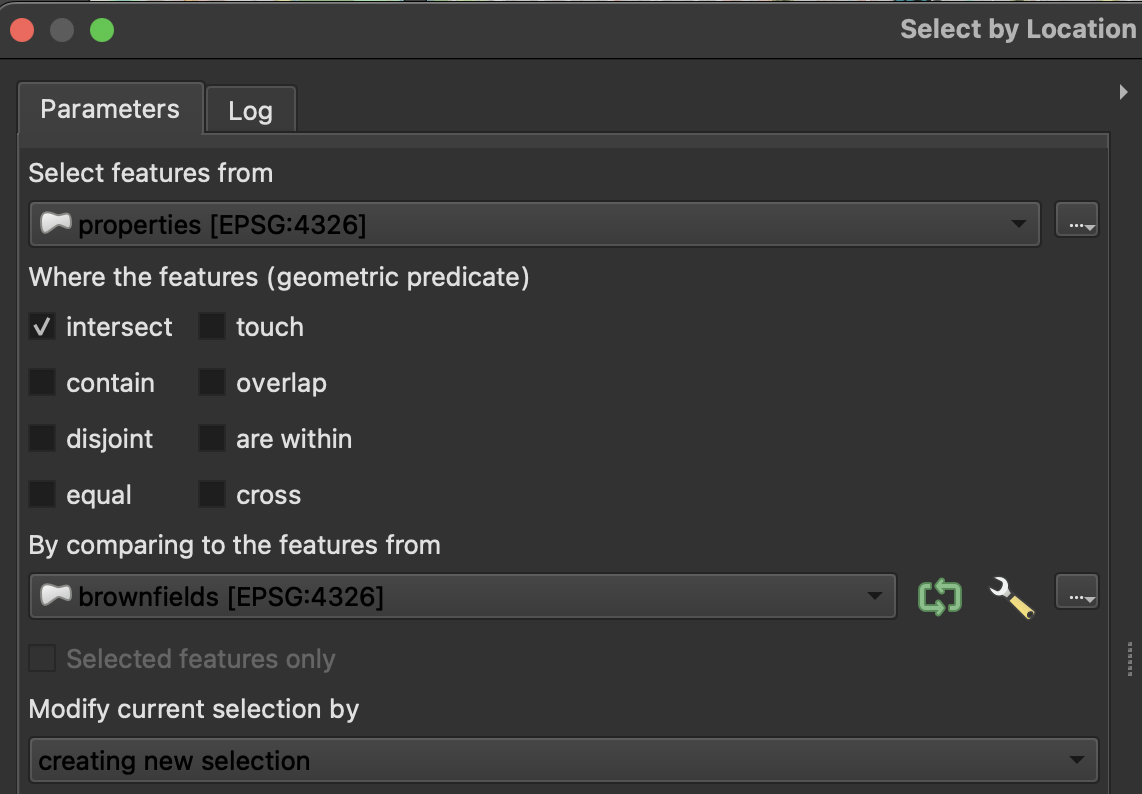 Select by Location
Parameters Log
Select features from
properties [EPSG:4326]
...
Where the features (geometric predicate)
intersect touch
contain overlap
disjoint are within
equal cross
By comparing to the features from
brownfields [EPSG:4326]
...
Selected features only
Modify current selection by
creating new selection